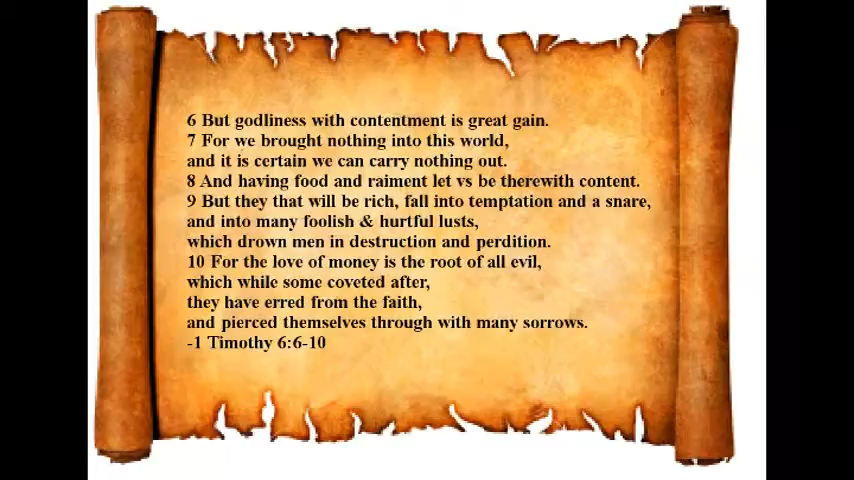 6 But godliness with contentment is great gain.
7 For we brought nothing into this world,
and it is certain we can carry nothing out.
8 And having food and raiment let vs be therewith content.
9 But they that will be rich, fall into temptation and a snare,
and into many foolish & hurtful lusts,
which drown men in destruction and perdition.
10 For the love of money is the root of all evil,
which while some coveted after,
they have erred from the faith,
and pierced themselves through with many sorrows.
-1 Timothy 6:6-10